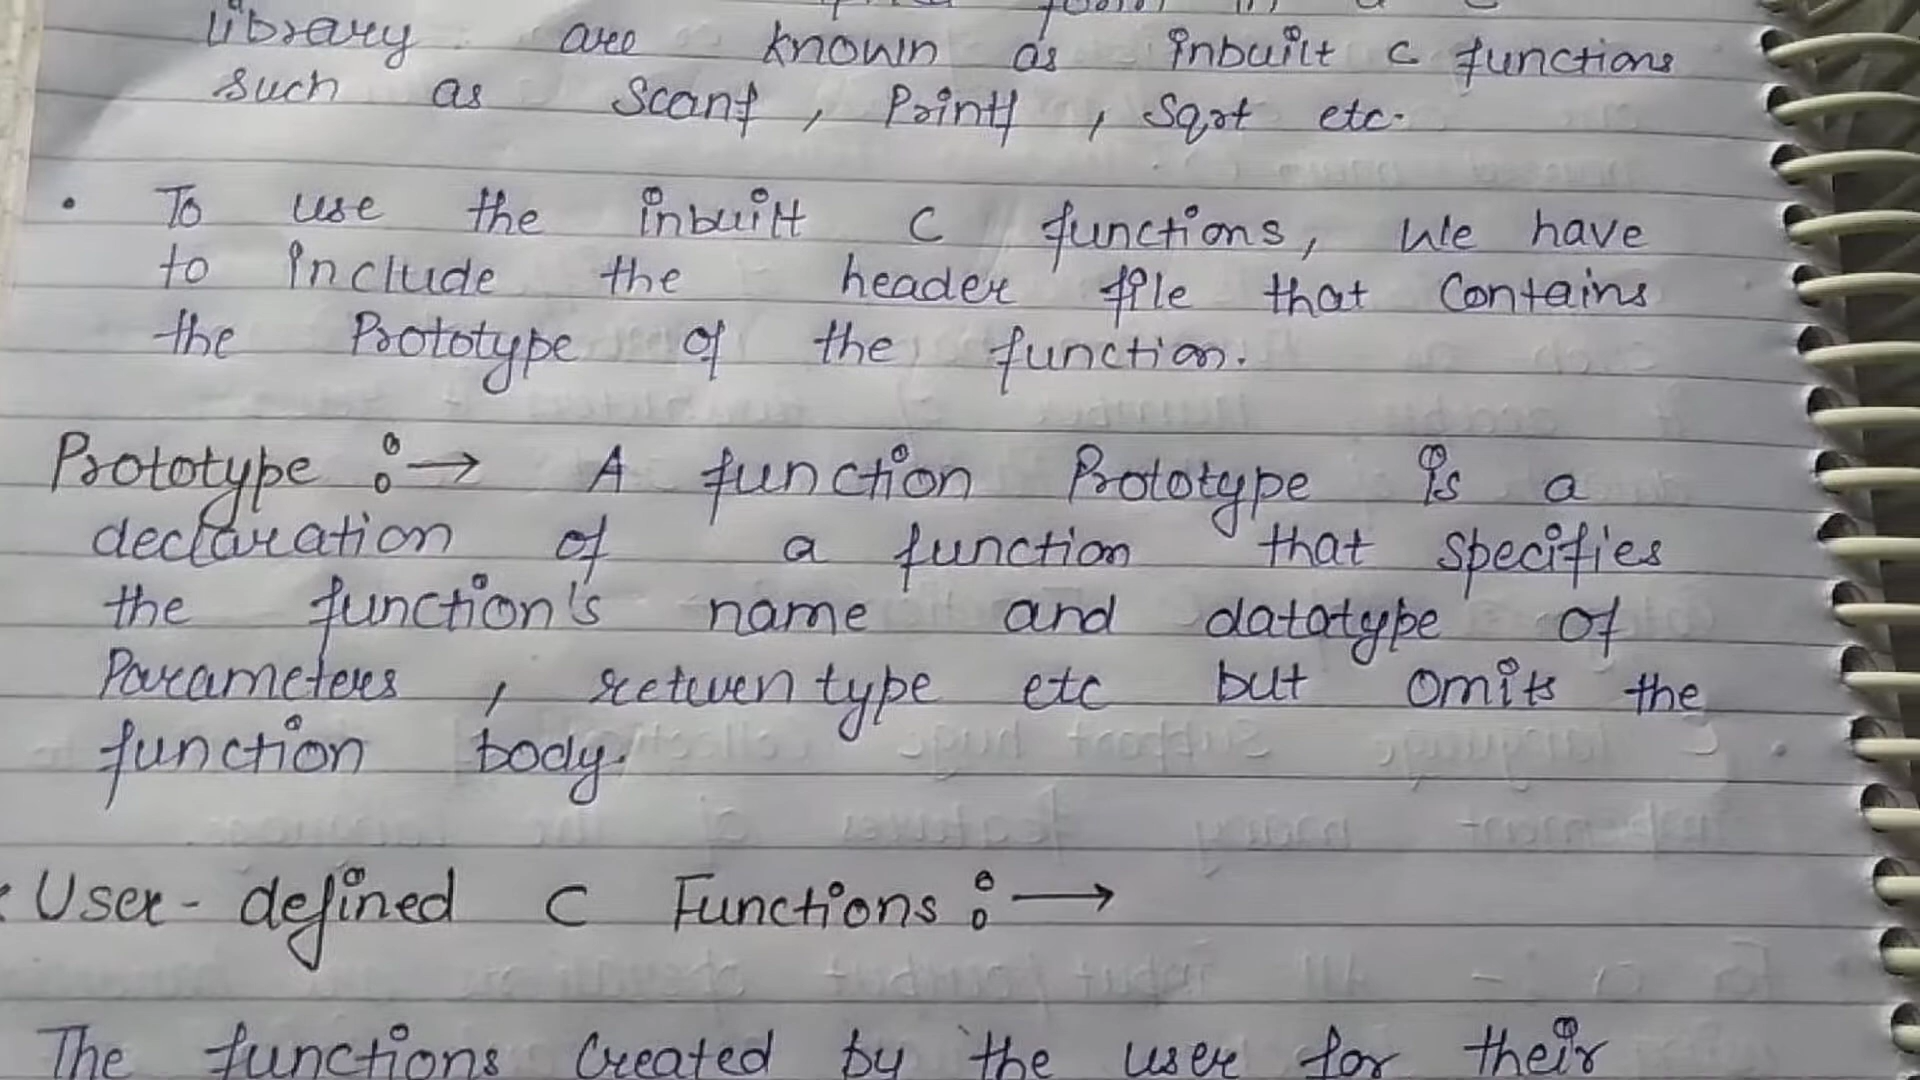 library are known as inbuilt c functions
such as Scanf, Printf, Sqrt etc.
• To use the inbuilt C functions, We have
to include the header file that Contains
the Prototype of the function.
Prototype :→ A function Prototype is a
declaration of a function that specifies
the function's name and datatype of
Parameters, return type etc but omits the
function body.
User-defined C Functions :→
The functions Created by the user for their